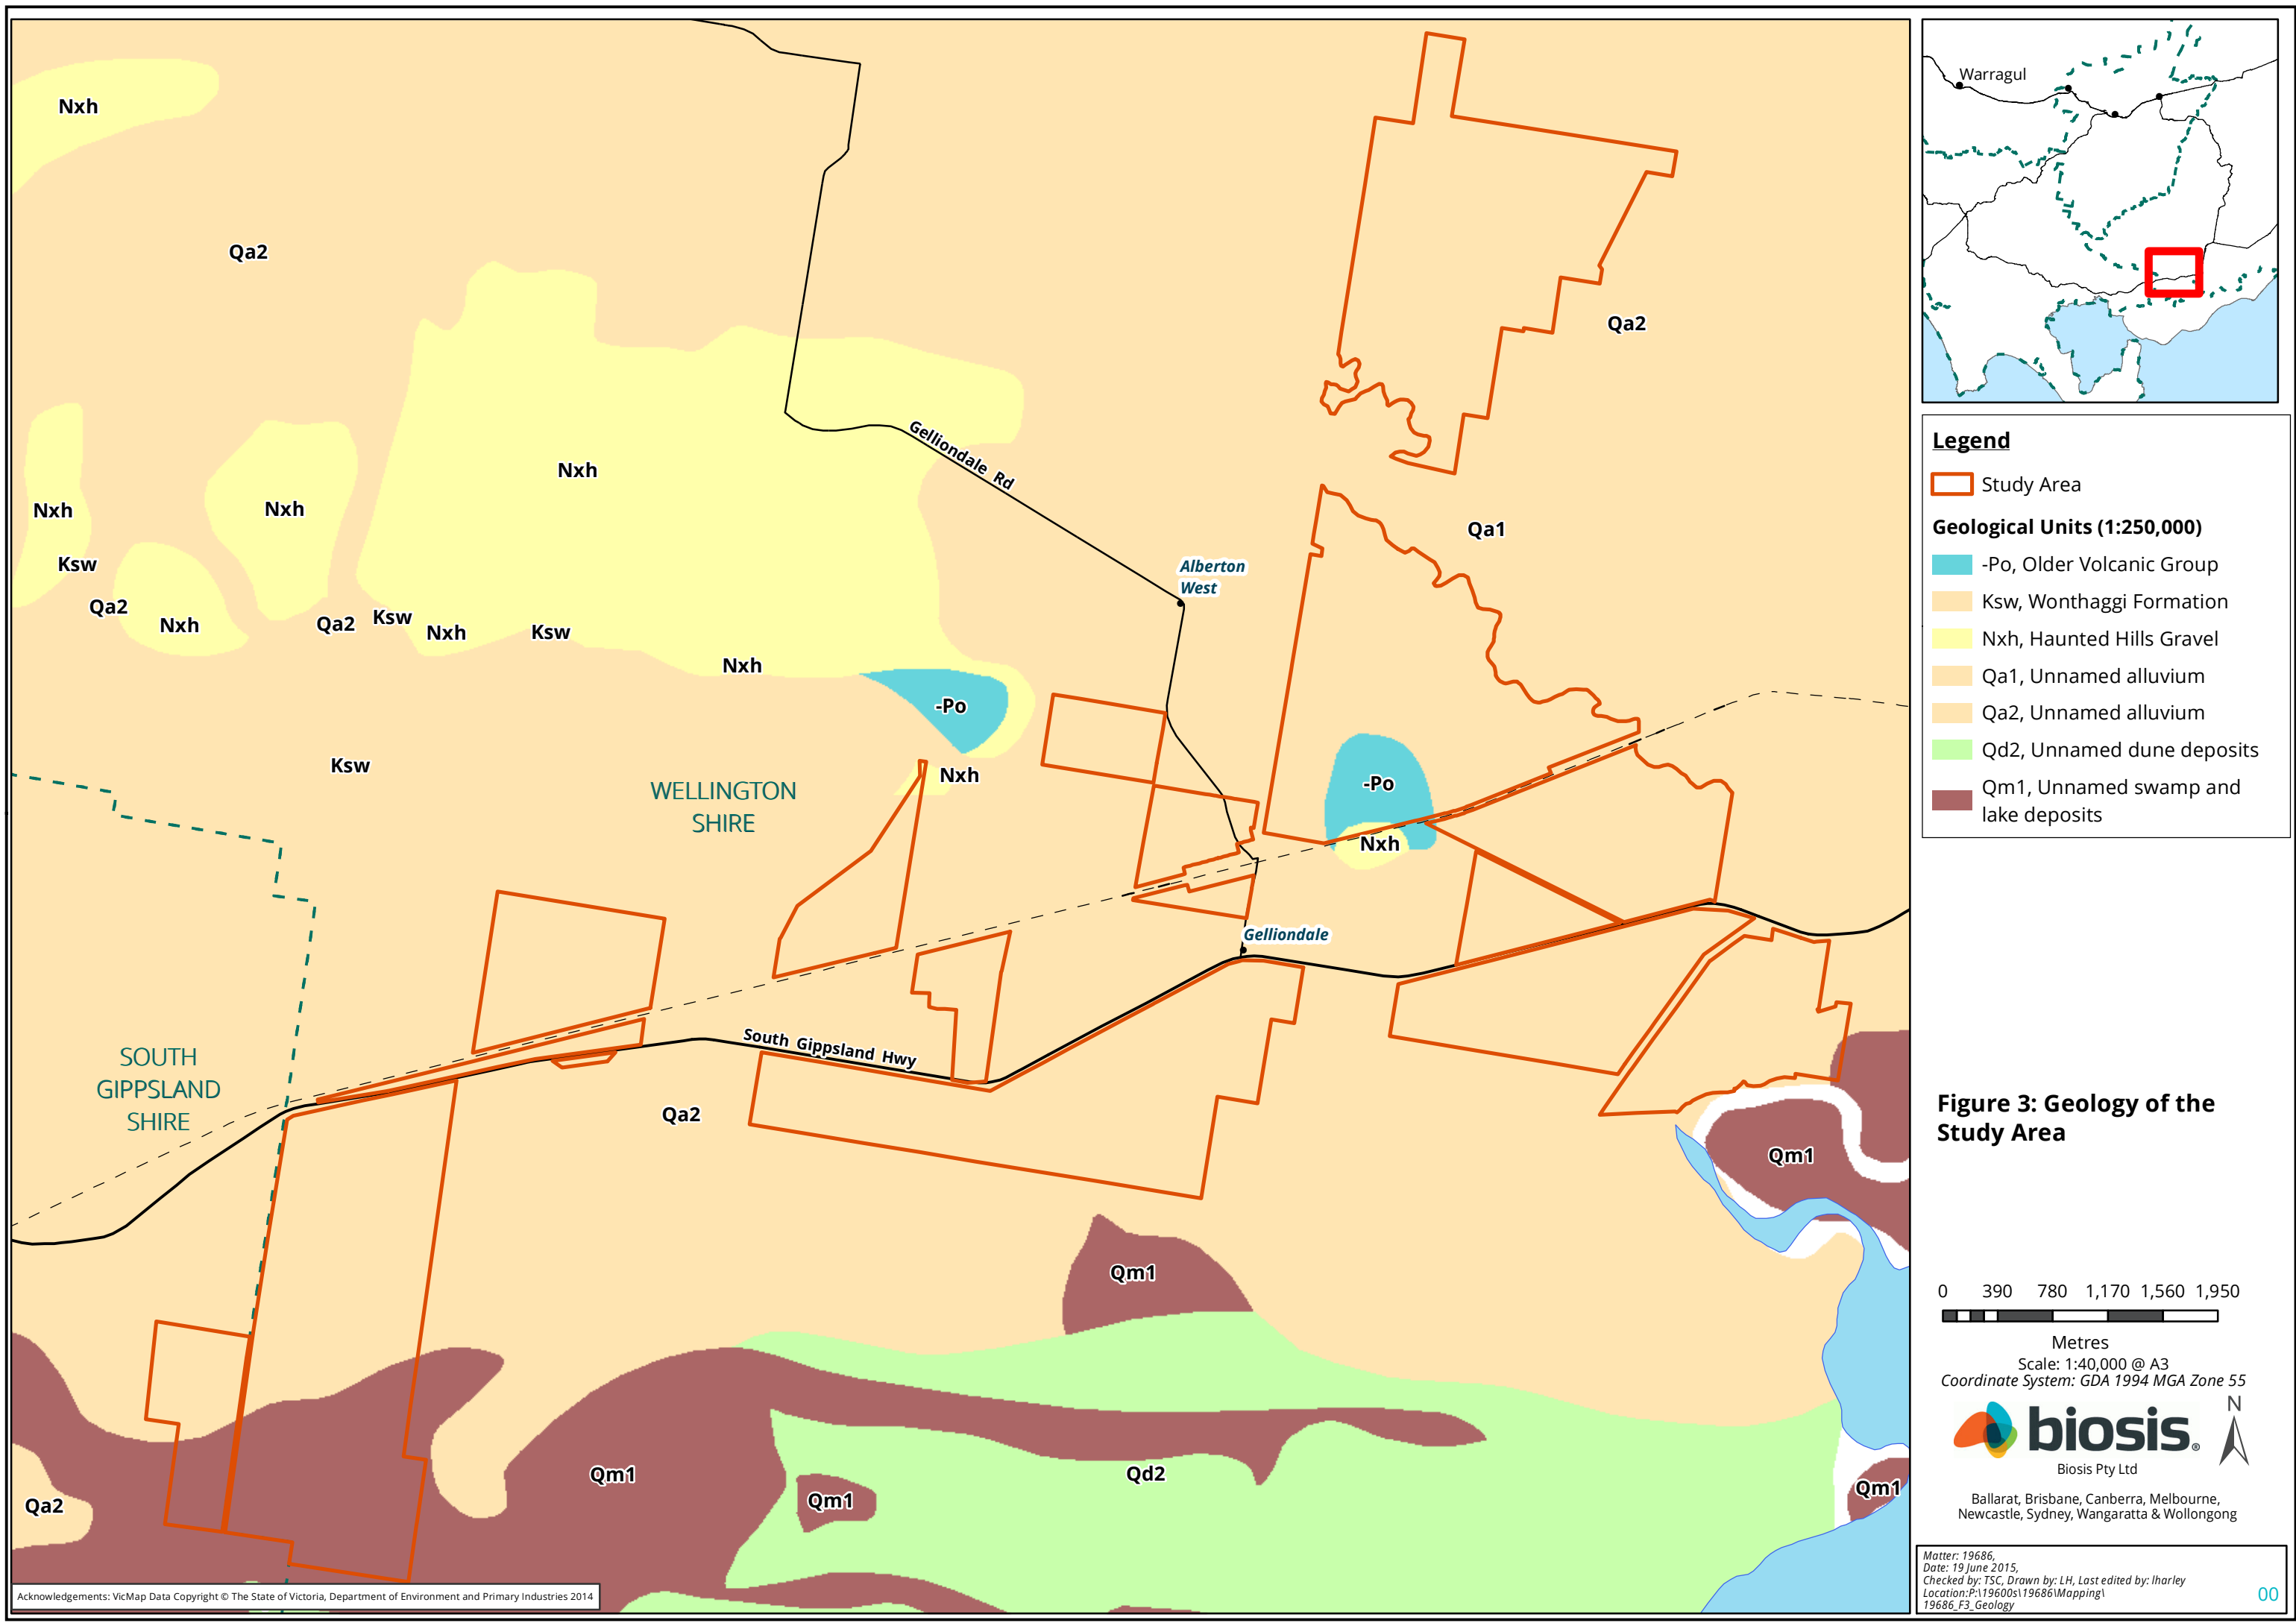 Nxh
Qa2
Qa2
Nxh
Gelliondale Rd
Nxh
Nxh
Qa1
Ksw
Alberton
West
Qa2
Nxh
Qa2
Ksw
Nxh
Ksw
Nxh
-Po
Ksw
Nxh
WELLINGTON
SHIRE
-Po
Nxh
Gelliondale
South Gippsland Hwy
SOUTH
GIPPSLAND
SHIRE
Qa2
Qm1
Qm1
Qm1
Qd2
Qm1
Qm1
Qa2
Acknowledgements: VicMap Data Copyright © The State of Victoria, Department of Environment and Primary Industries 2014
Warragul
Legend
Study Area
Geological Units (1:250,000)
-Po, Older Volcanic Group
Ksw, Wonthaggi Formation
Nxh, Haunted Hills Gravel
Qa1, Unnamed alluvium
Qa2, Unnamed alluvium
Qd2, Unnamed dune deposits
Qm1, Unnamed swamp and
lake deposits
Figure 3: Geology of the
Study Area
0 390 780 1,170 1,560 1,950
Metres
Scale: 1:40,000 @ A3
Coordinate System: GDA 1994 MGA Zone 55
N
biosis®
Biosis Pty Ltd
Ballarat, Brisbane, Canberra, Melbourne,
Newcastle, Sydney, Wangaratta & Wollongong
Matter: 19686,
Date: 19 June 2015,
Checked by: TSC, Drawn by: LH, Last edited by: lharley
Location:P:\19600s\19686\Mapping\
19686_F3_Geology
00